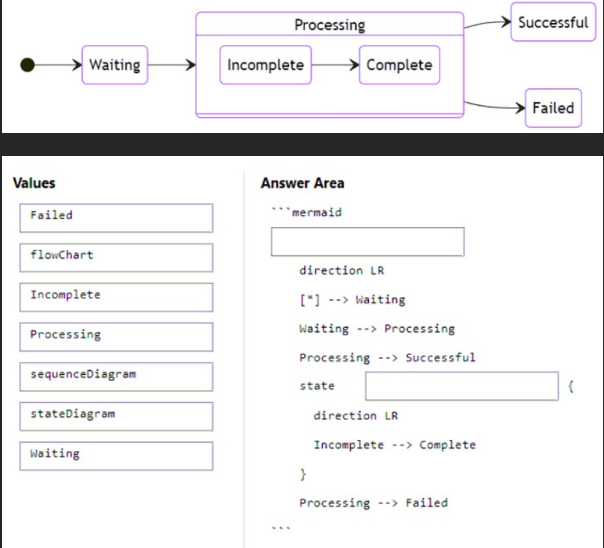 Processing
Successful
Waiting
Incomplete
Complete
Failed
Values
Failed
flowChart
Incomplete
Processing
sequenceDiagram
stateDiagram
Waiting
Answer Area
```mermaid
direction LR
[*] --> Waiting
Waiting --> Processing
Processing --> Successful
state {
direction LR
Incomplete --> Complete
}
Processing --> Failed
```